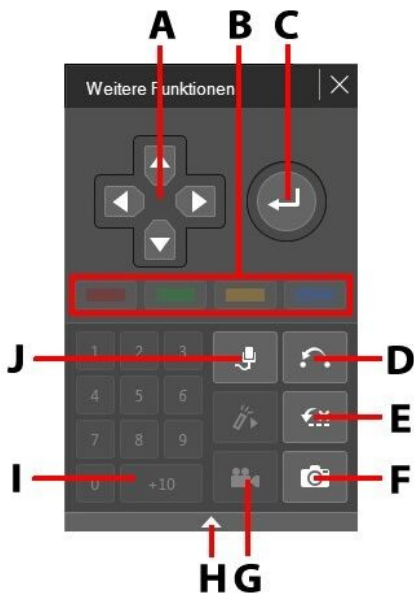 A B C
Weitere Funktionen
1 2 3
J D
4 5 6
E
7 8 9
I 0 +10 F
H G